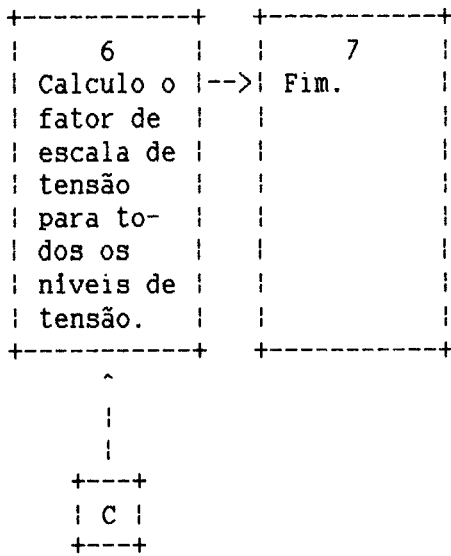 6
Calculo o
fator de
escala de
tensão
para to-
dos os
níveis de
tensão.
7
Fim.
C